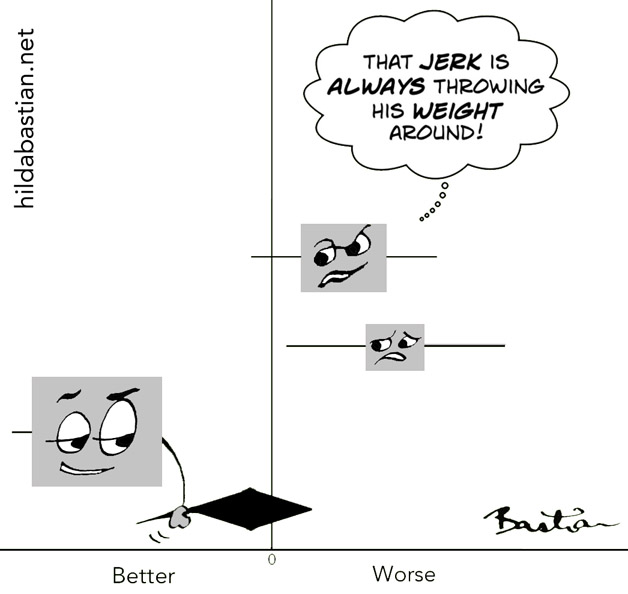 hildabastian.net
THAT JERK IS
ALWAYS THROWING
HIS WEIGHT
AROUND!
Bastian
0
Better
Worse